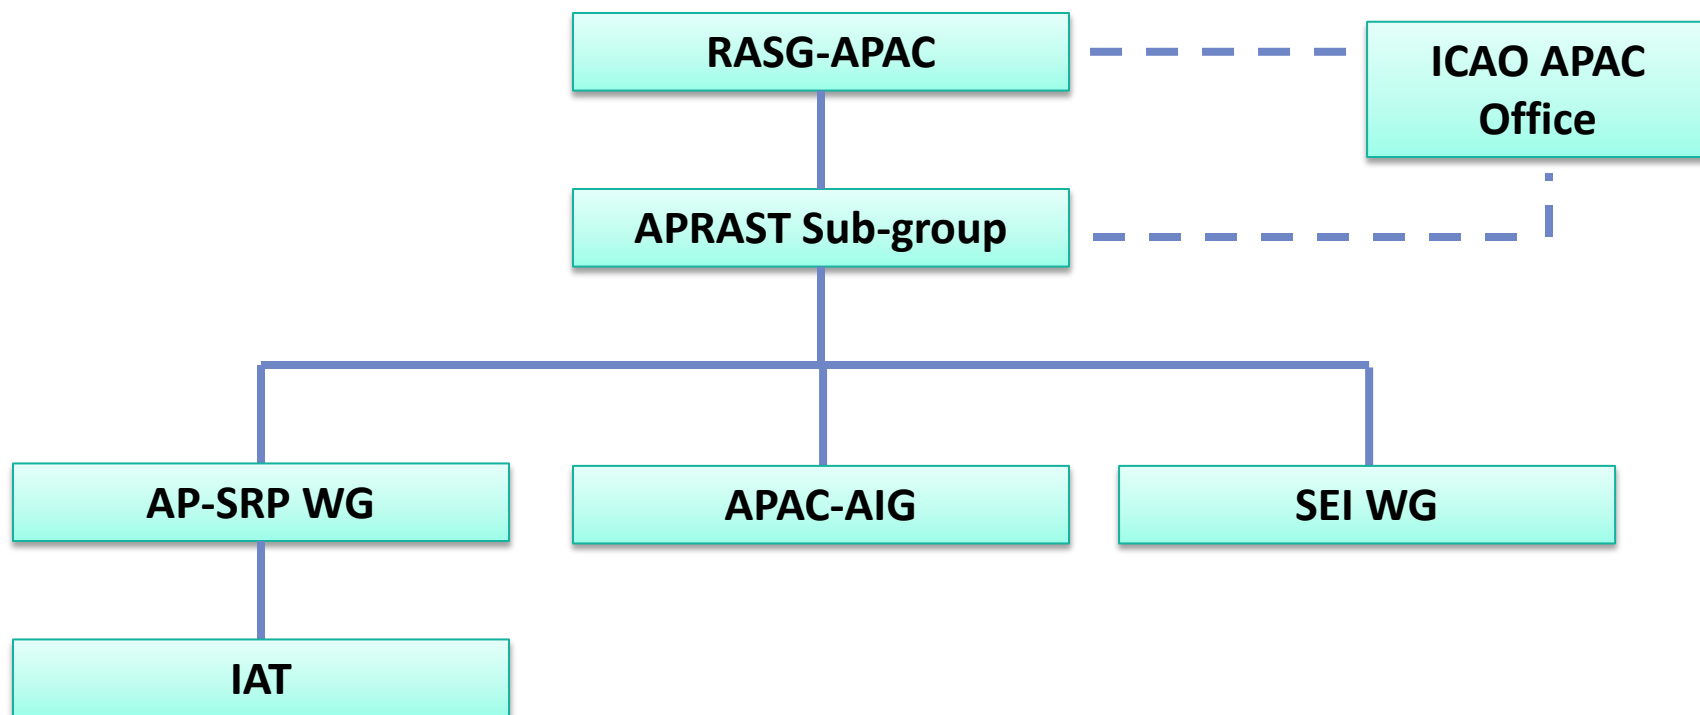 RASG-APAC
ICAO APAC
Office
APRAST Sub-group
AP-SRP WG
APAC-AIG
SEI WG
IAT